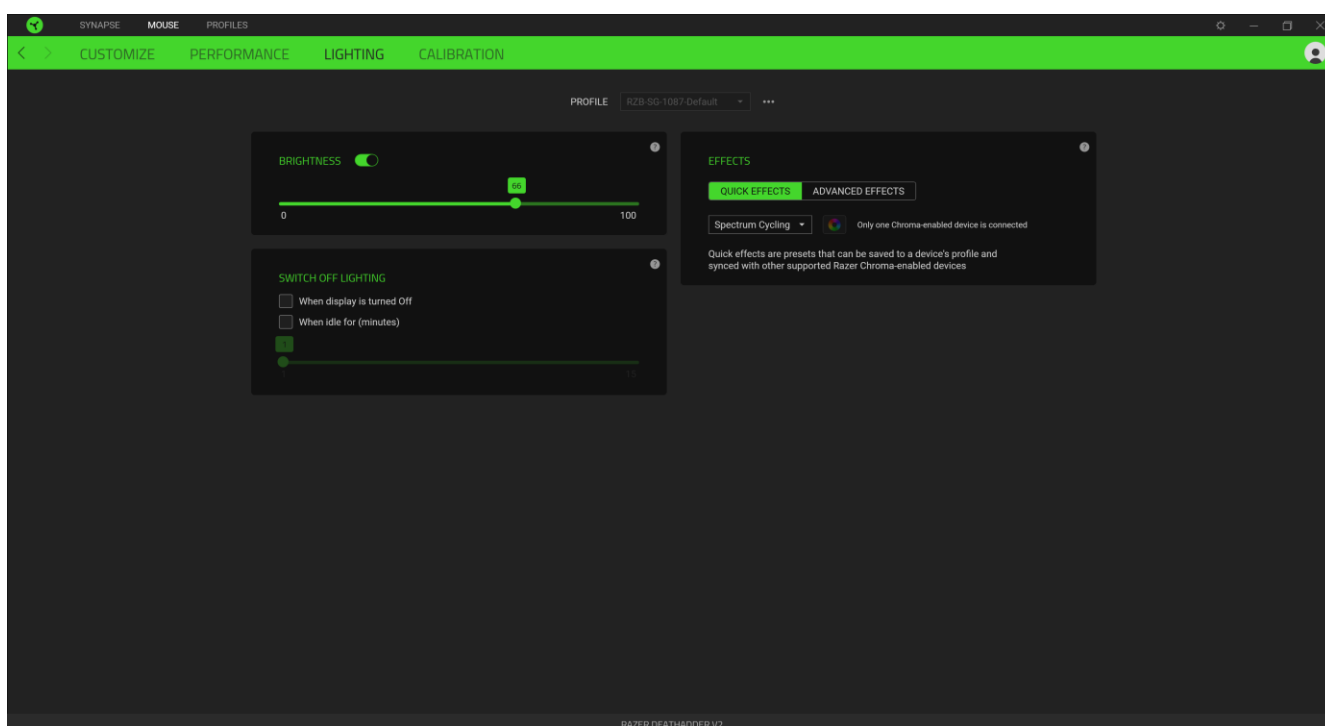 SYNAPSE MOUSE PROFILES
CUSTOMIZE PERFORMANCE LIGHTING CALIBRATION
PROFILE RZB-SG-1087-Default
BRIGHTNESS
66
0 100
SWITCH OFF LIGHTING
When display is turned Off
When idle for (minutes)
1
1 15
EFFECTS
QUICK EFFECTS ADVANCED EFFECTS
Spectrum Cycling Only one Chroma-enabled device is connected
Quick effects are presets that can be saved to a device's profile and
synced with other supported Razer Chroma-enabled devices
RAZER DEATHADDER V2